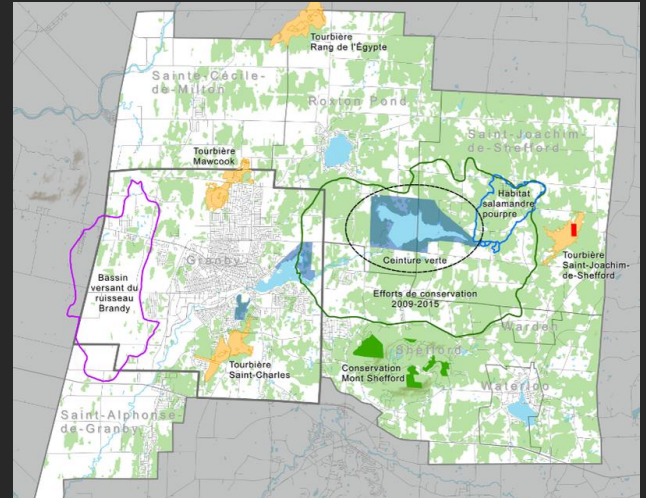 Tourbière
Rang de l'Égypte
Sainte-Cécile-
de-Milton
Roxton Pond
Saint-Joachim-
de-Shefford
Tourbière
Mawcook
Habitat
salamandre
pourpre
Bassin
versant du
ruisseau
Brandy
Granby
Ceinture verte
Tourbière
Saint-Joachim-
de-Shefford
Efforts de conservation
2009-2015
Warden
Shefford
Tourbière
Saint-Charles
Conservation
Mont Shefford
Waterloo
Saint-Alphonse-
de-Granby